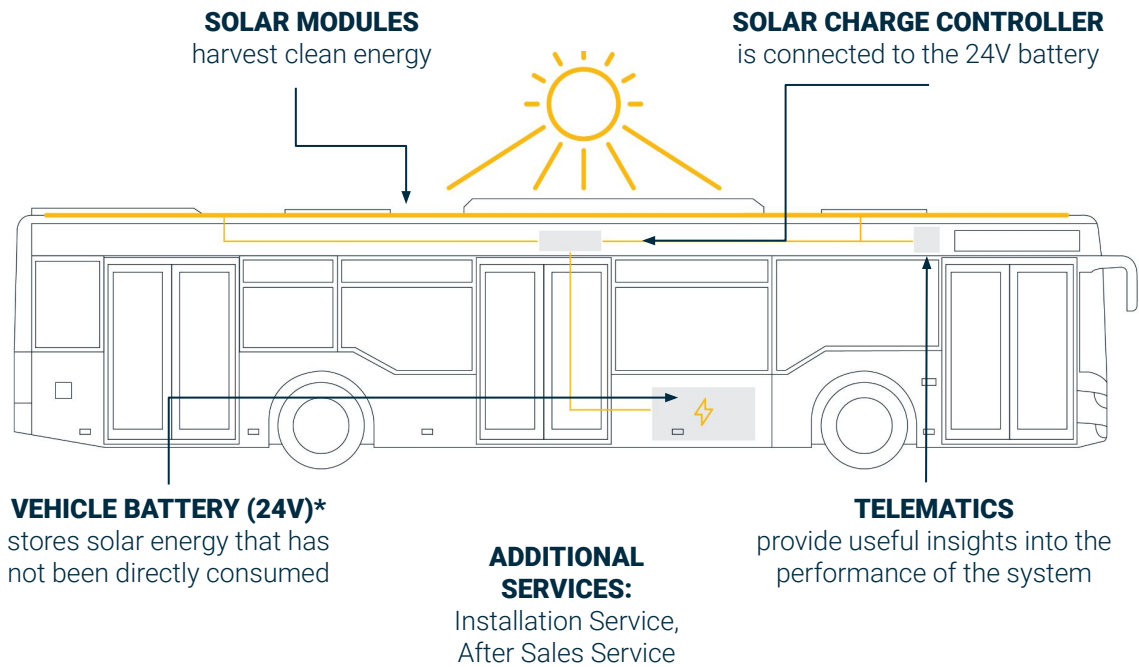 SOLAR MODULES
harvest clean energy
SOLAR CHARGE CONTROLLER
is connected to the 24V battery
VEHICLE BATTERY (24V)*
stores solar energy that has
not been directly consumed
ADDITIONAL
SERVICES:
Installation Service,
After Sales Service
TELEMATICS
provide useful insights into the
performance of the system